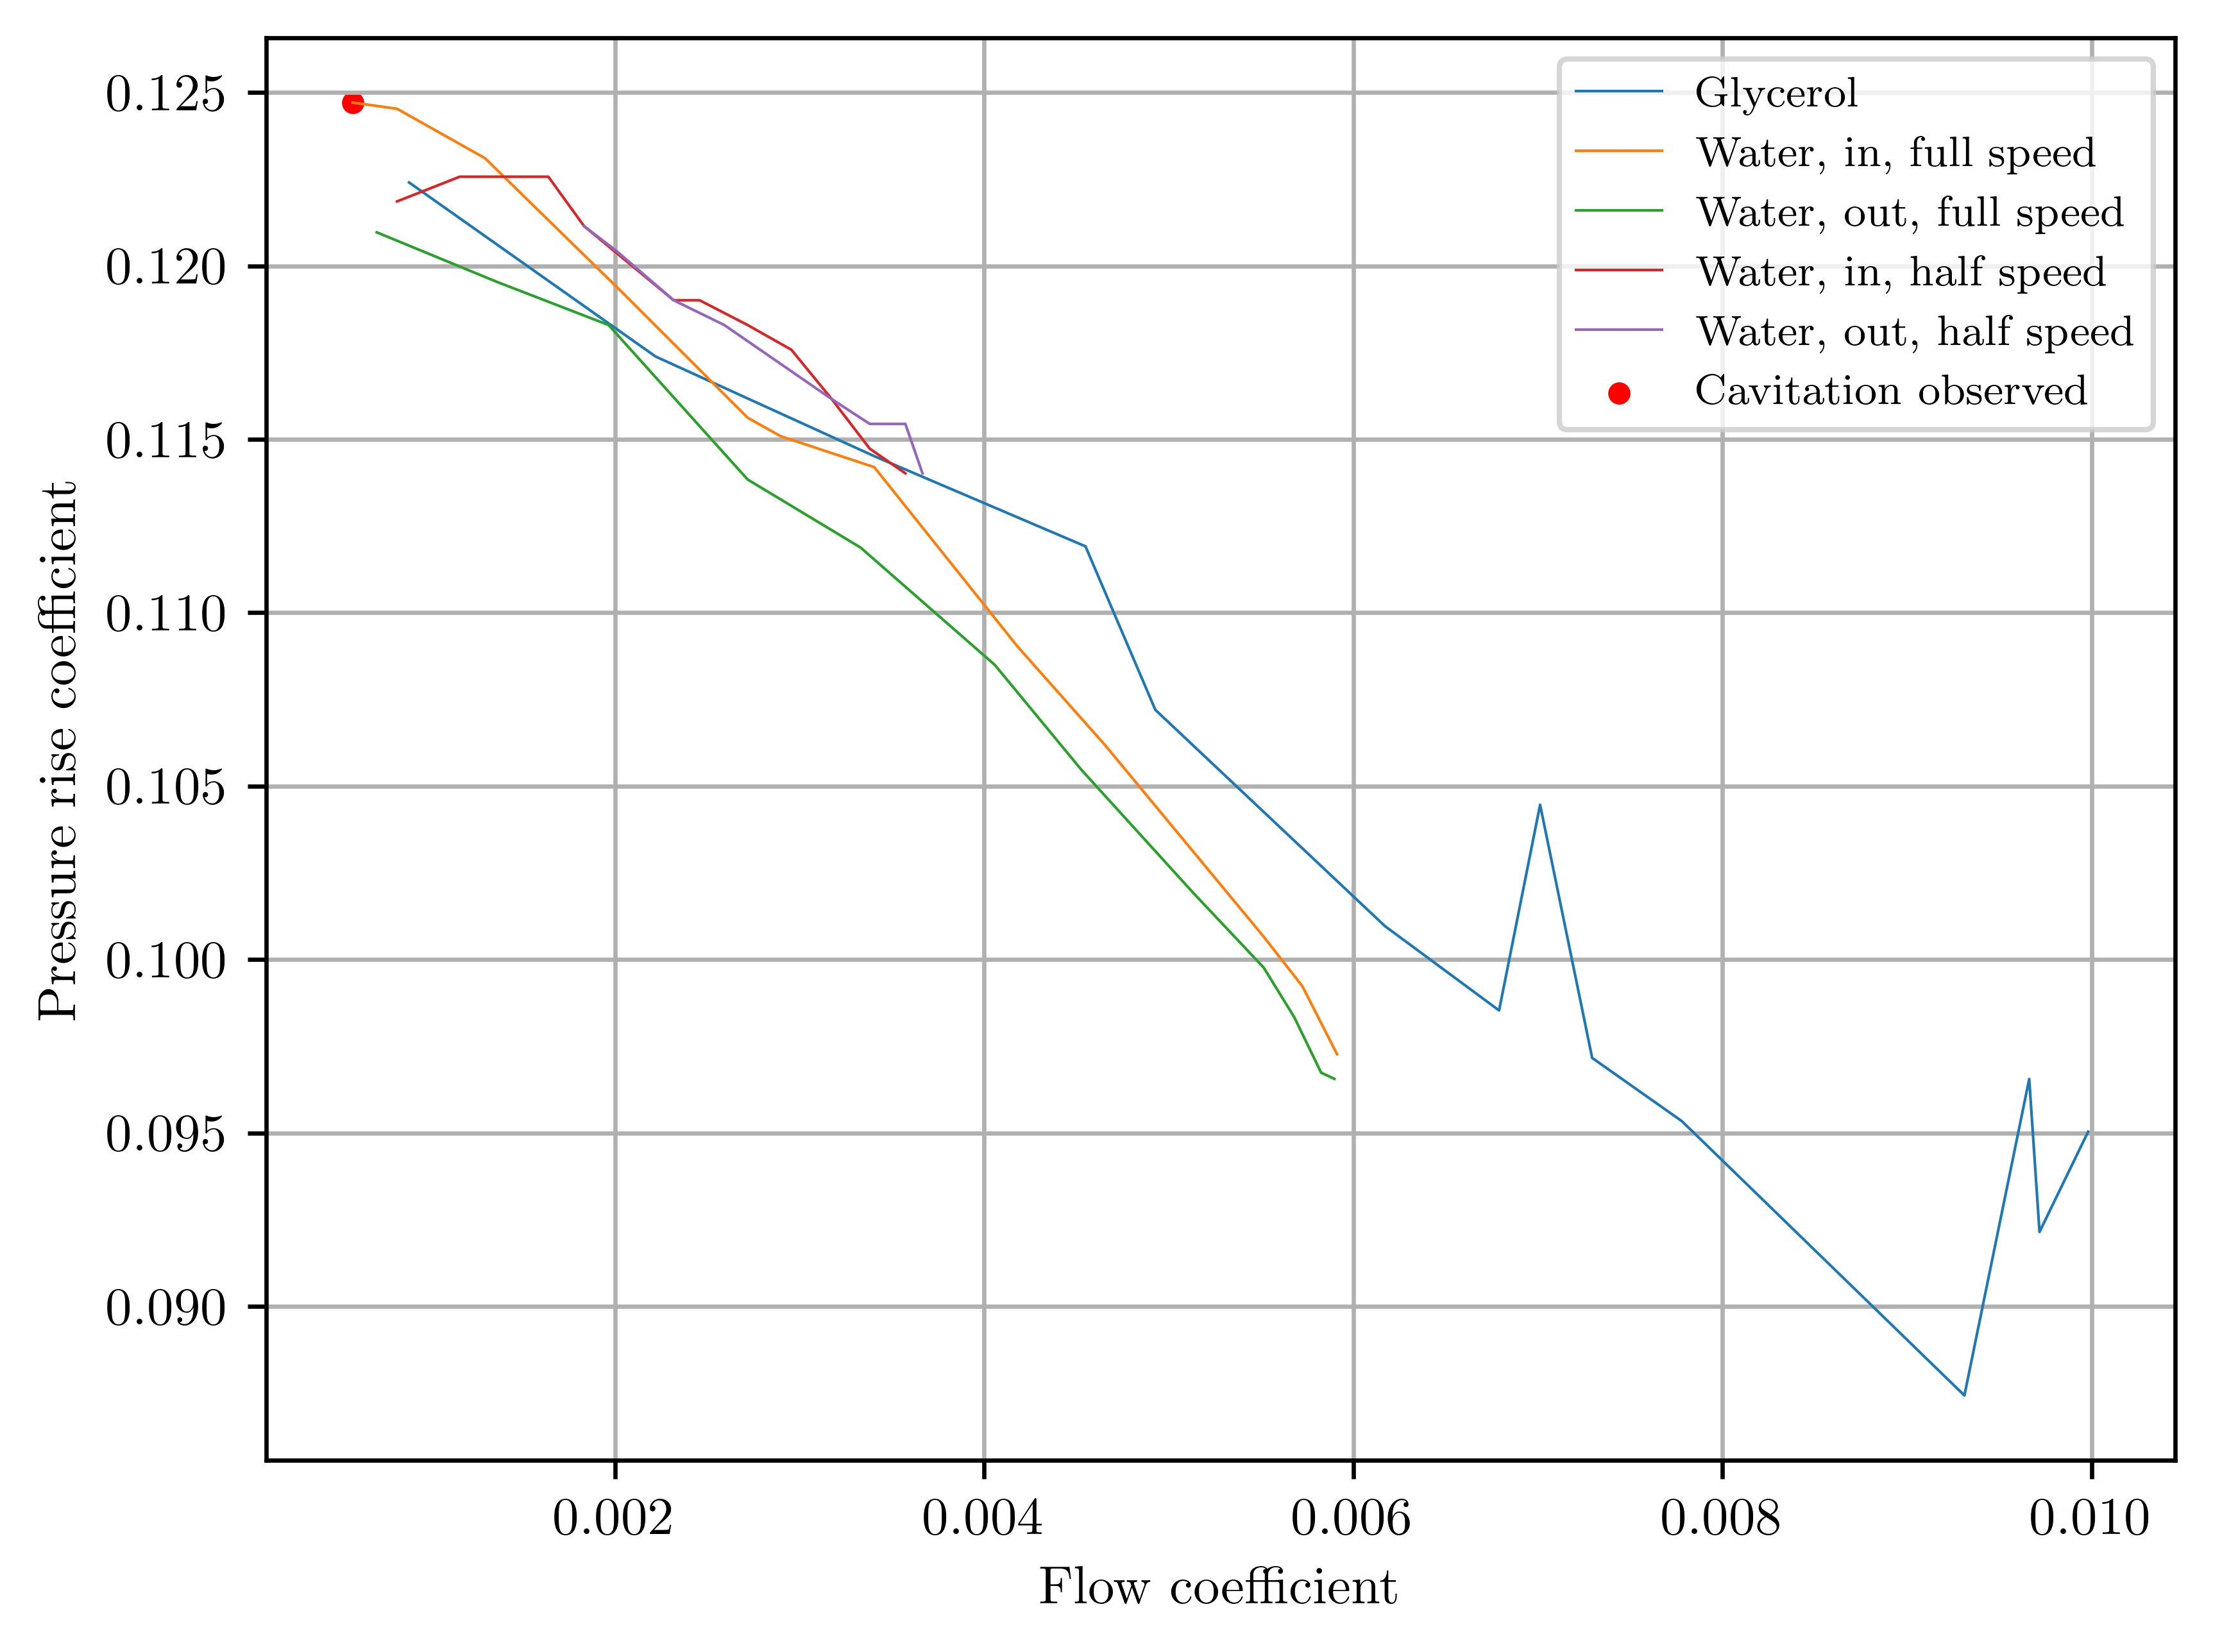 0.125
0.120
0.115
0.110
0.105
0.100
0.095
0.090
Pressure rise coefficient
0.002
0.004
0.006
0.008
0.010
Flow coefficient
Glycerol
Water, in, full speed
Water, out, full speed
Water, in, half speed
Water, out, half speed
Cavitation observed